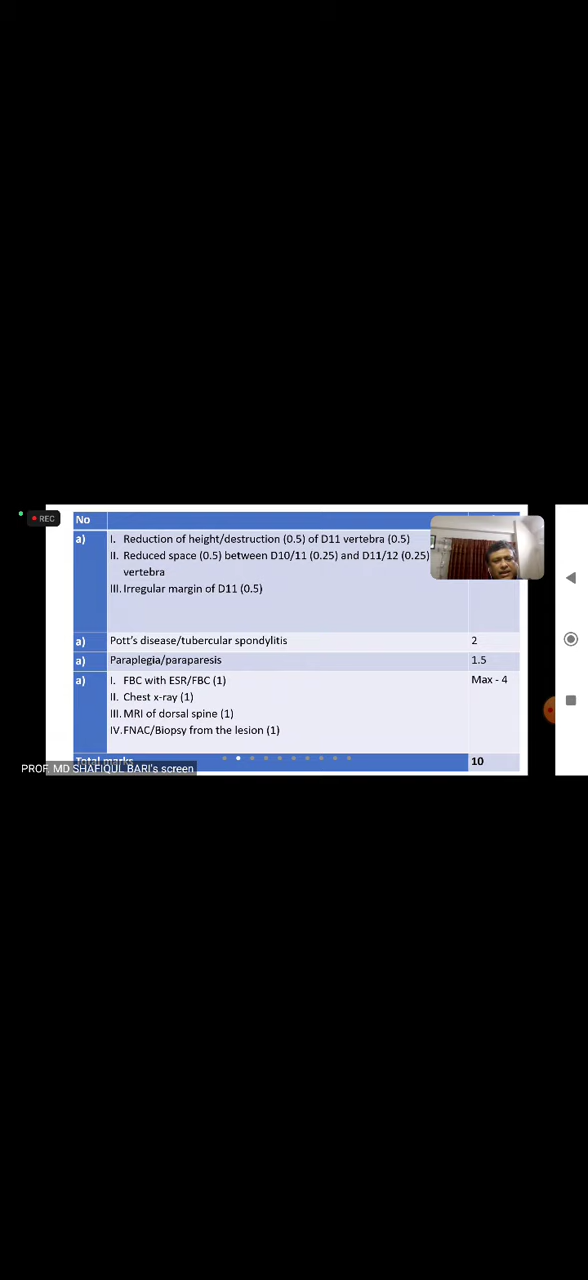 REC
No
a) I. Reduction of height/destruction (0.5) of D11 vertebra (0.5)
II. Reduced space (0.5) between D10/11 (0.25) and D11/12 (0.25)
vertebra
III. Irregular margin of D11 (0.5)
a) Pott's disease/tubercular spondylitis 2
a) Paraplegia/paraparesis 1.5
a) I. FBC with ESR/FBC (1) Max - 4
II. Chest x-ray (1)
III. MRI of dorsal spine (1)
IV. FNAC/Biopsy from the lesion (1)
Total marks 10
PROF. MD SHAFIQUL BARI's screen